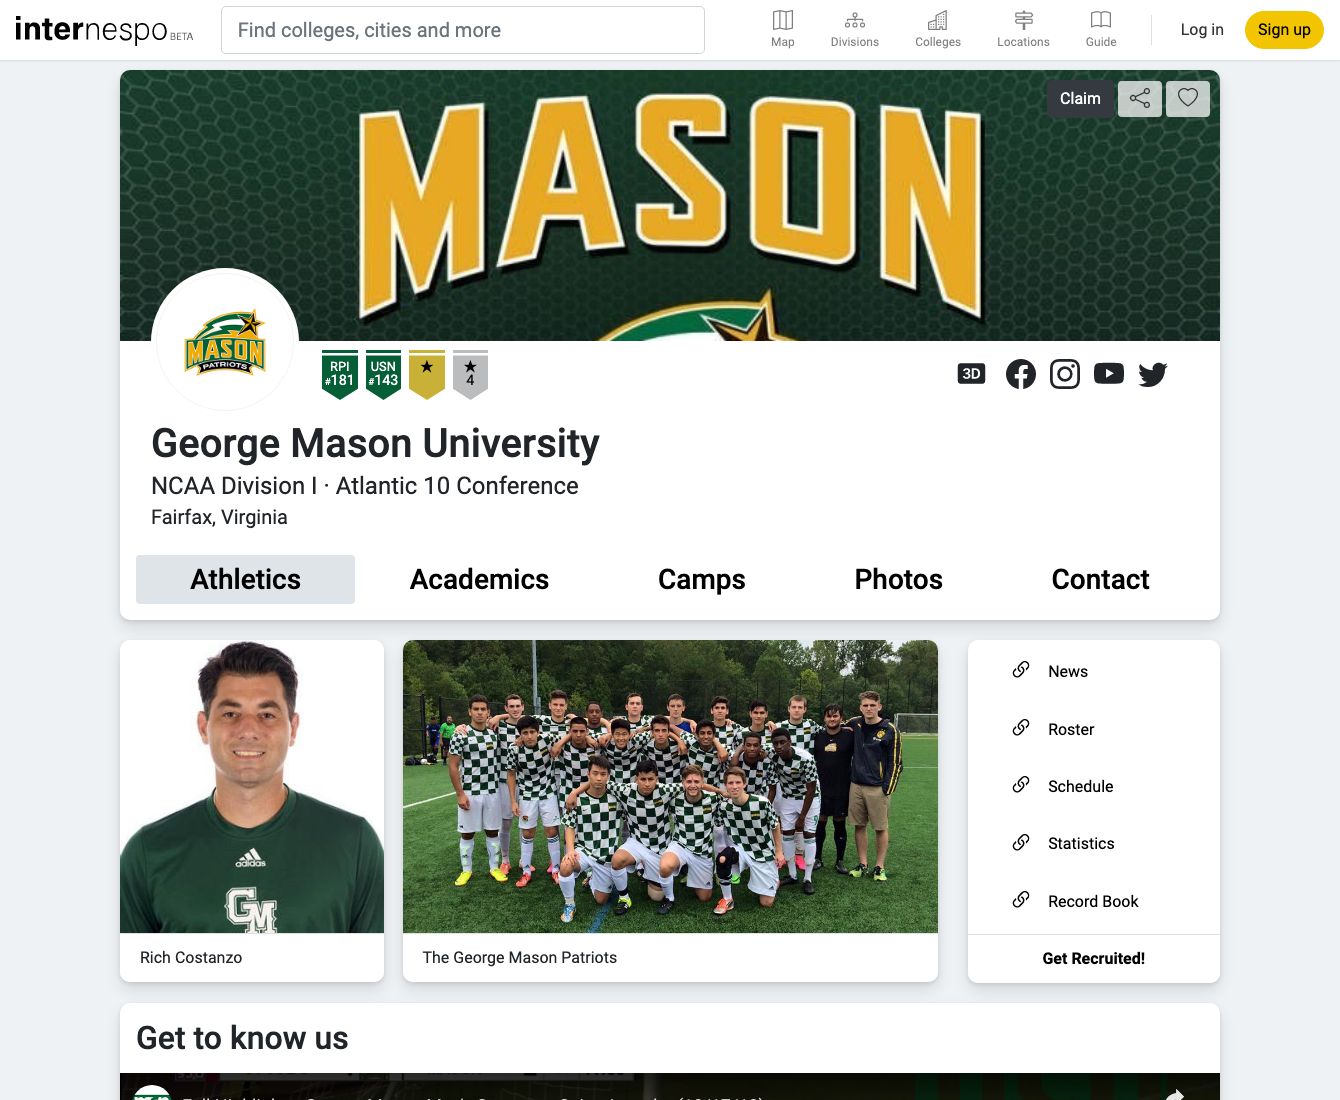 internespo BETA
Find colleges, cities and more
Map
Divisions
Colleges
Locations
Guide
Log in
Sign up
MASON
Claim
MASON
PATRIOTS
RPI
#181
USN
#143
4
3D
George Mason University
NCAA Division I · Atlantic 10 Conference
Fairfax, Virginia
Athletics
Academics
Camps
Photos
Contact
adidas
GM
Rich Costanzo
The George Mason Patriots
News
Roster
Schedule
Statistics
Record Book
Get Recruited!
Get to know us